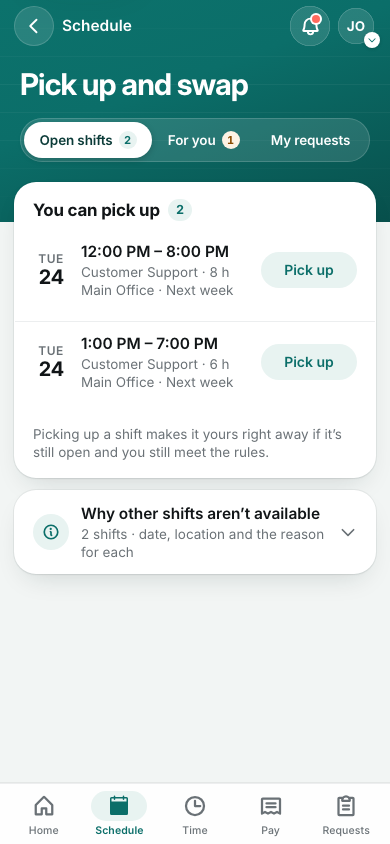 Schedule
JO
Pick up and swap
Open shifts 2
For you 1
My requests
You can pick up 2
TUE
24
12:00 PM – 8:00 PM
Customer Support · 8 h
Main Office · Next week
Pick up
TUE
24
1:00 PM – 7:00 PM
Customer Support · 6 h
Main Office · Next week
Pick up
Picking up a shift makes it yours right away if it’s
still open and you still meet the rules.
Why other shifts aren’t available
2 shifts · date, location and the reason
for each
Home
Schedule
Time
Pay
Requests